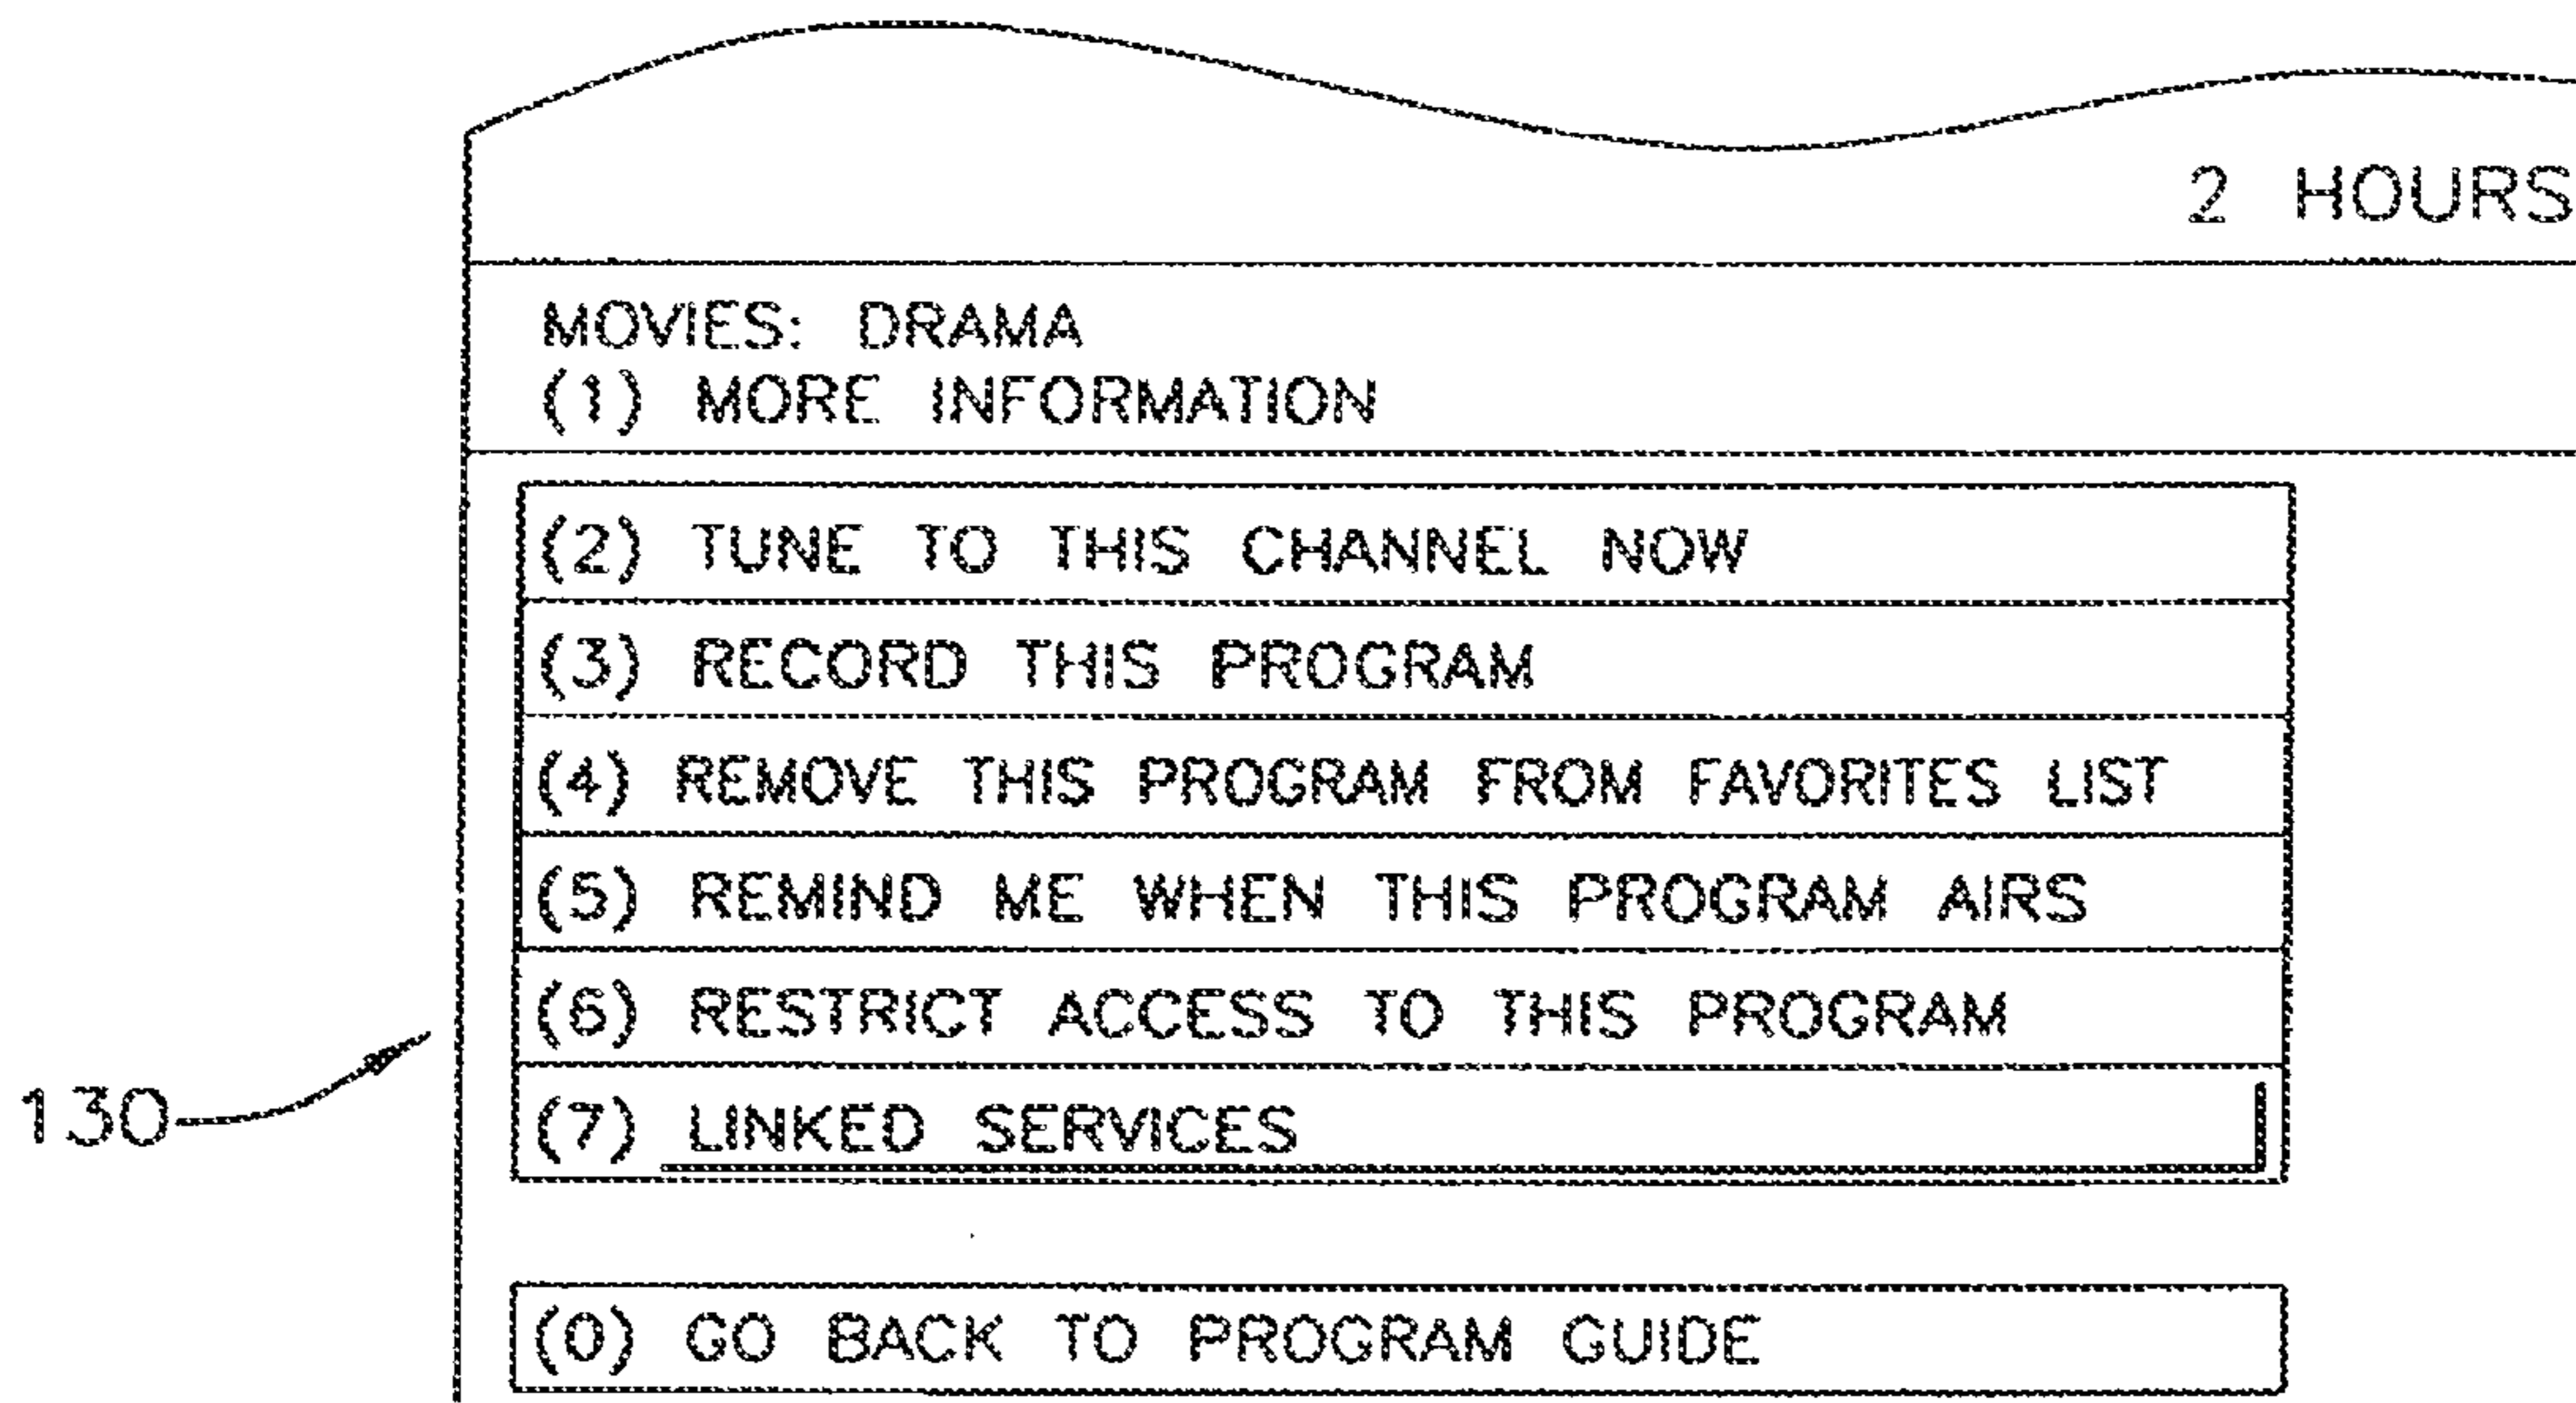 2 HOURS
MOVIES: DRAMA
(1) MORE INFORMATION
(2) TUNE TO THIS CHANNEL NOW
(3) RECORD THIS PROGRAM
(4) REMOVE THIS PROGRAM FROM FAVORITES LIST
(5) REMIND ME WHEN THIS PROGRAM AIRS
(6) RESTRICT ACCESS TO THIS PROGRAM
130
(7) LINKED SERVICES
(0) GO BACK TO PROGRAM GUIDE